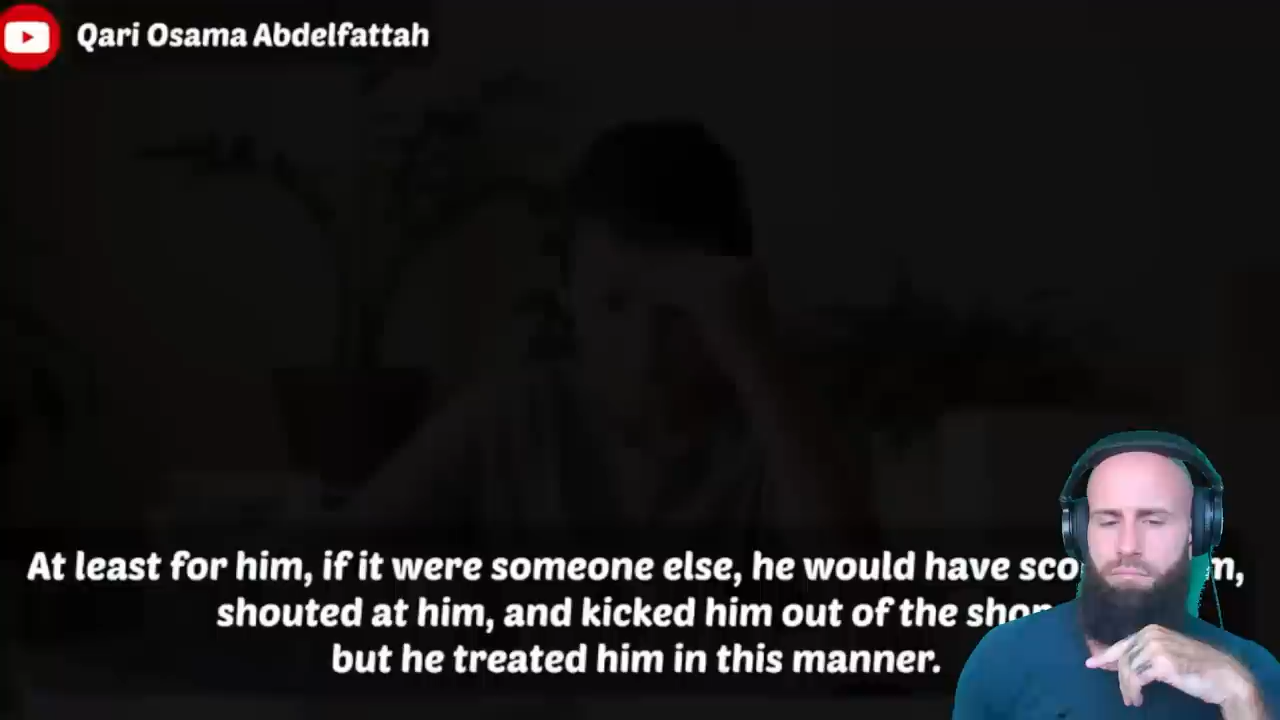 Qari Osama Abdelfattah
At least for him, if it were someone else, he would have
shouted at him, and kicked him out of the
but he treated him in this manner.